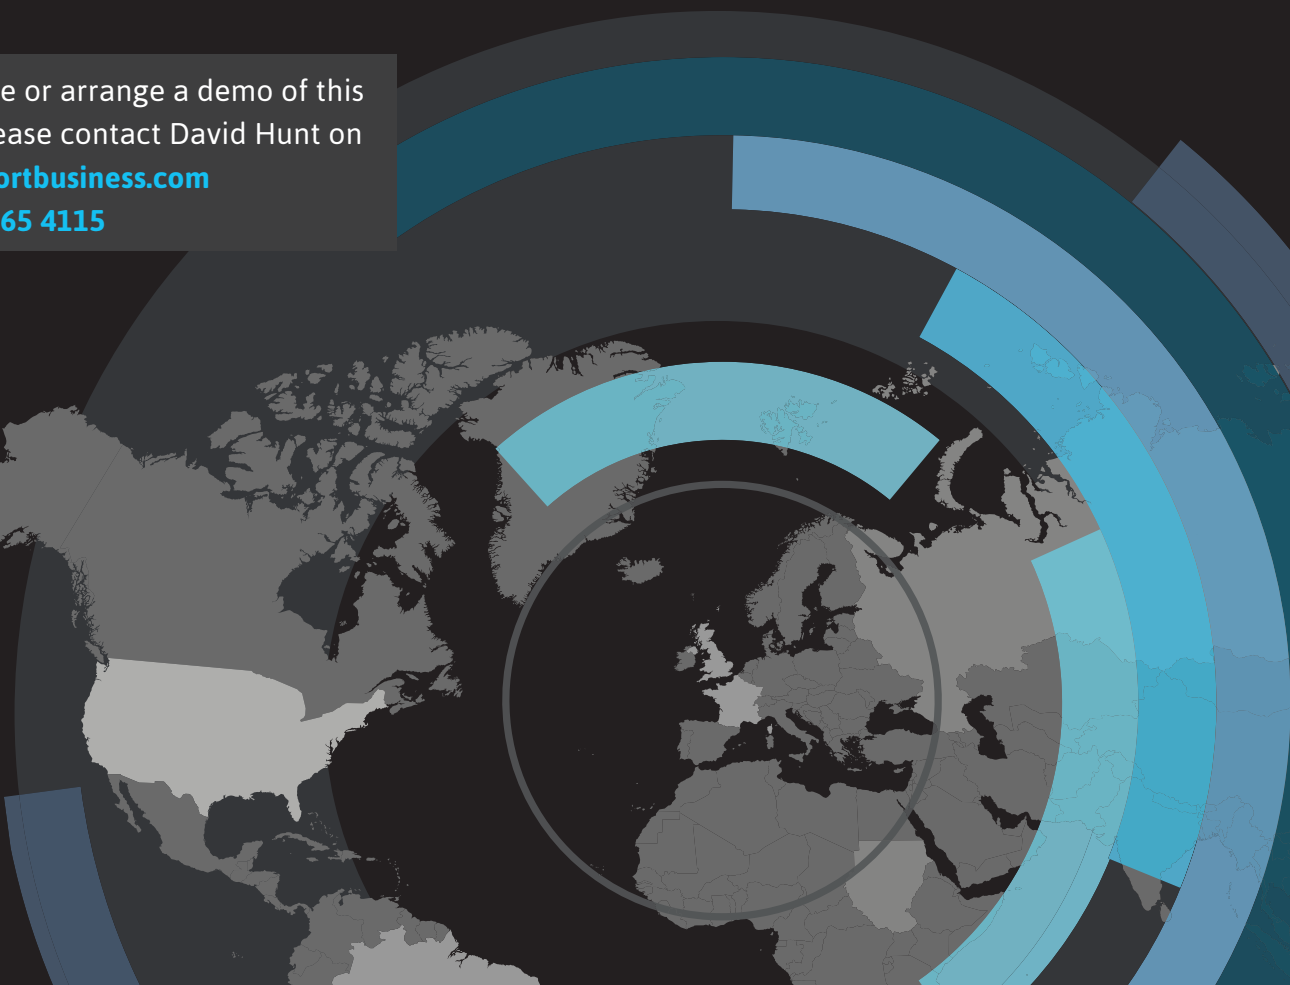 e or arrange a demo of this
ease contact David Hunt on
ortbusiness.com
65 4115